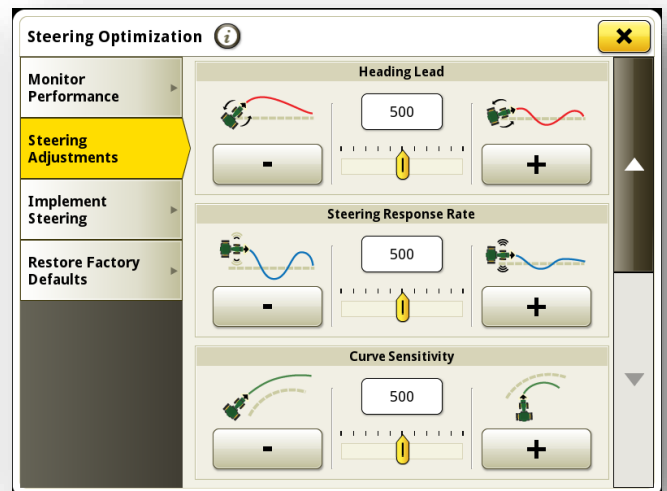 Steering Optimization i
Monitor
Performance
Steering
Adjustments
Implement
Steering
Restore Factory
Defaults
Heading Lead
500
- +
Steering Response Rate
500
- +
Curve Sensitivity
500
- +